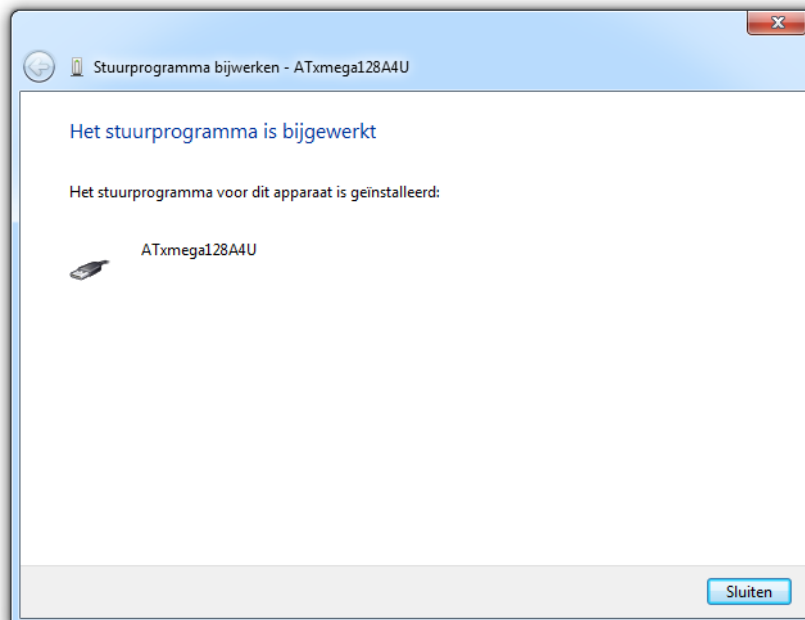 Stuurprogramma bijwerken - ATxmega128A4U
Het stuurprogramma is bijgewerkt
Het stuurprogramma voor dit apparaat is geïnstalleerd:
ATxmega128A4U
Sluiten